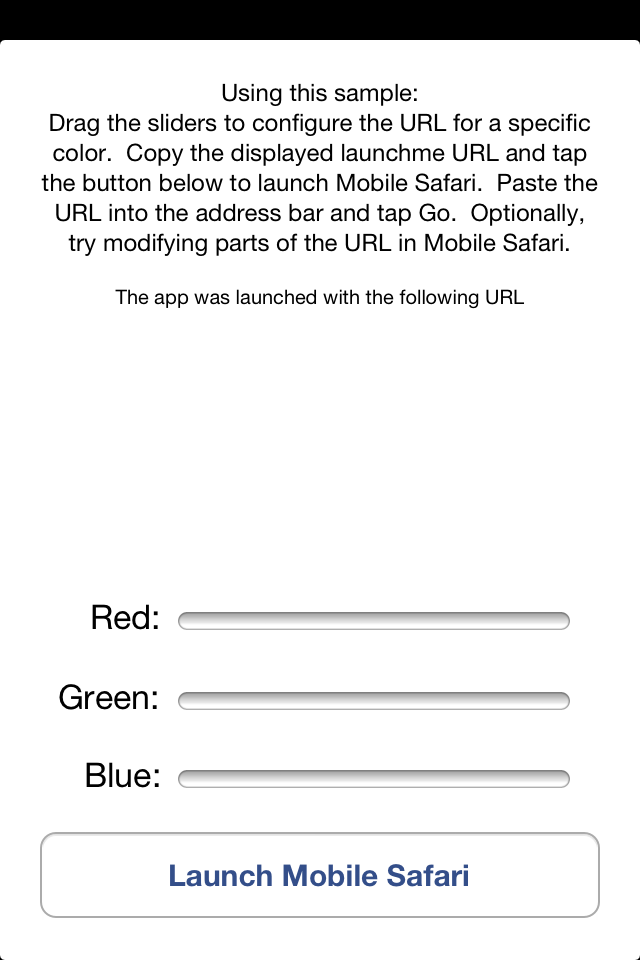 Using this sample:
Drag the sliders to configure the URL for a specific
color.  Copy the displayed launchme URL and tap
the button below to launch Mobile Safari.  Paste the
URL into the address bar and tap Go.  Optionally,
try modifying parts of the URL in Mobile Safari.
The app was launched with the following URL
Red:
Green:
Blue:
Launch Mobile Safari